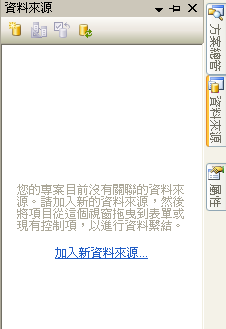 資料來源
您的專案目前沒有關聯的資料來
源。請加入新的資料來源，然後
將項目從這個視窗拖曳到表單或
現有控制項，以進行資料繫結。
加入新資料來源...
方案總管
資料來源
屬性